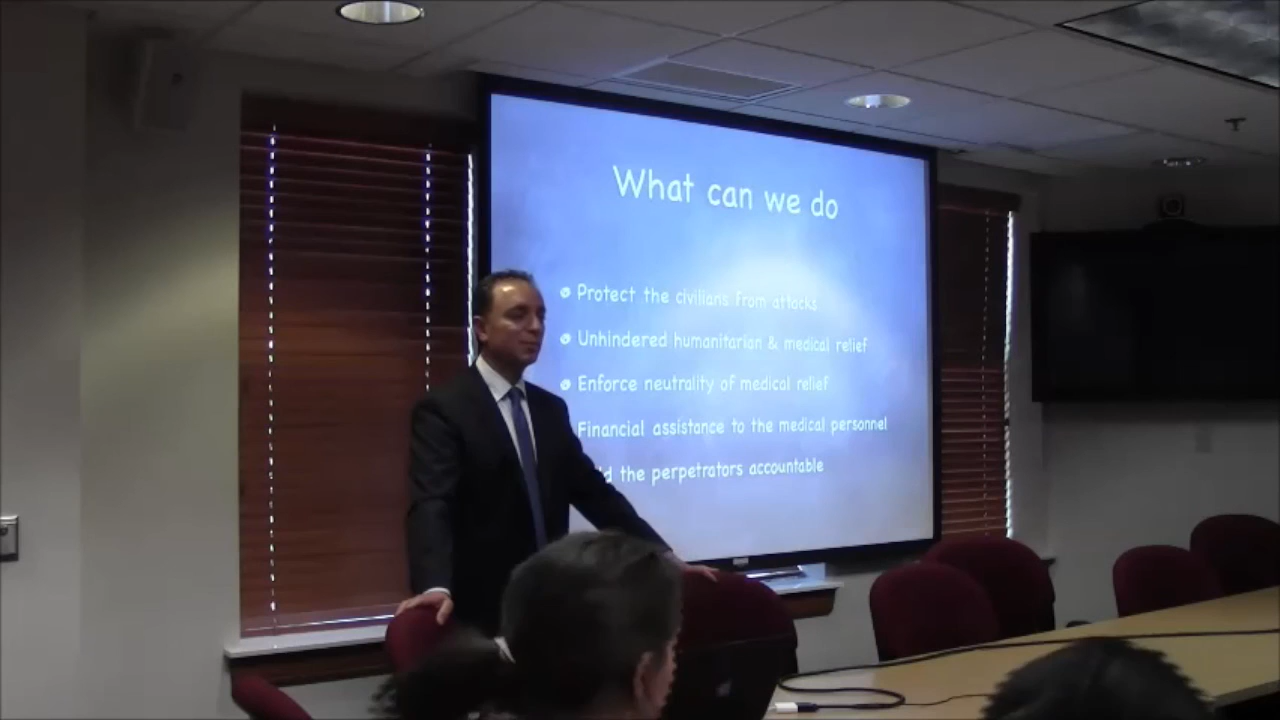 What can we do
Protect the civilians from attacks
Unhindered humanitarian & medical relief
Enforce neutrality of medical relief
Financial assistance to the medical personnel
the perpetrators accountable